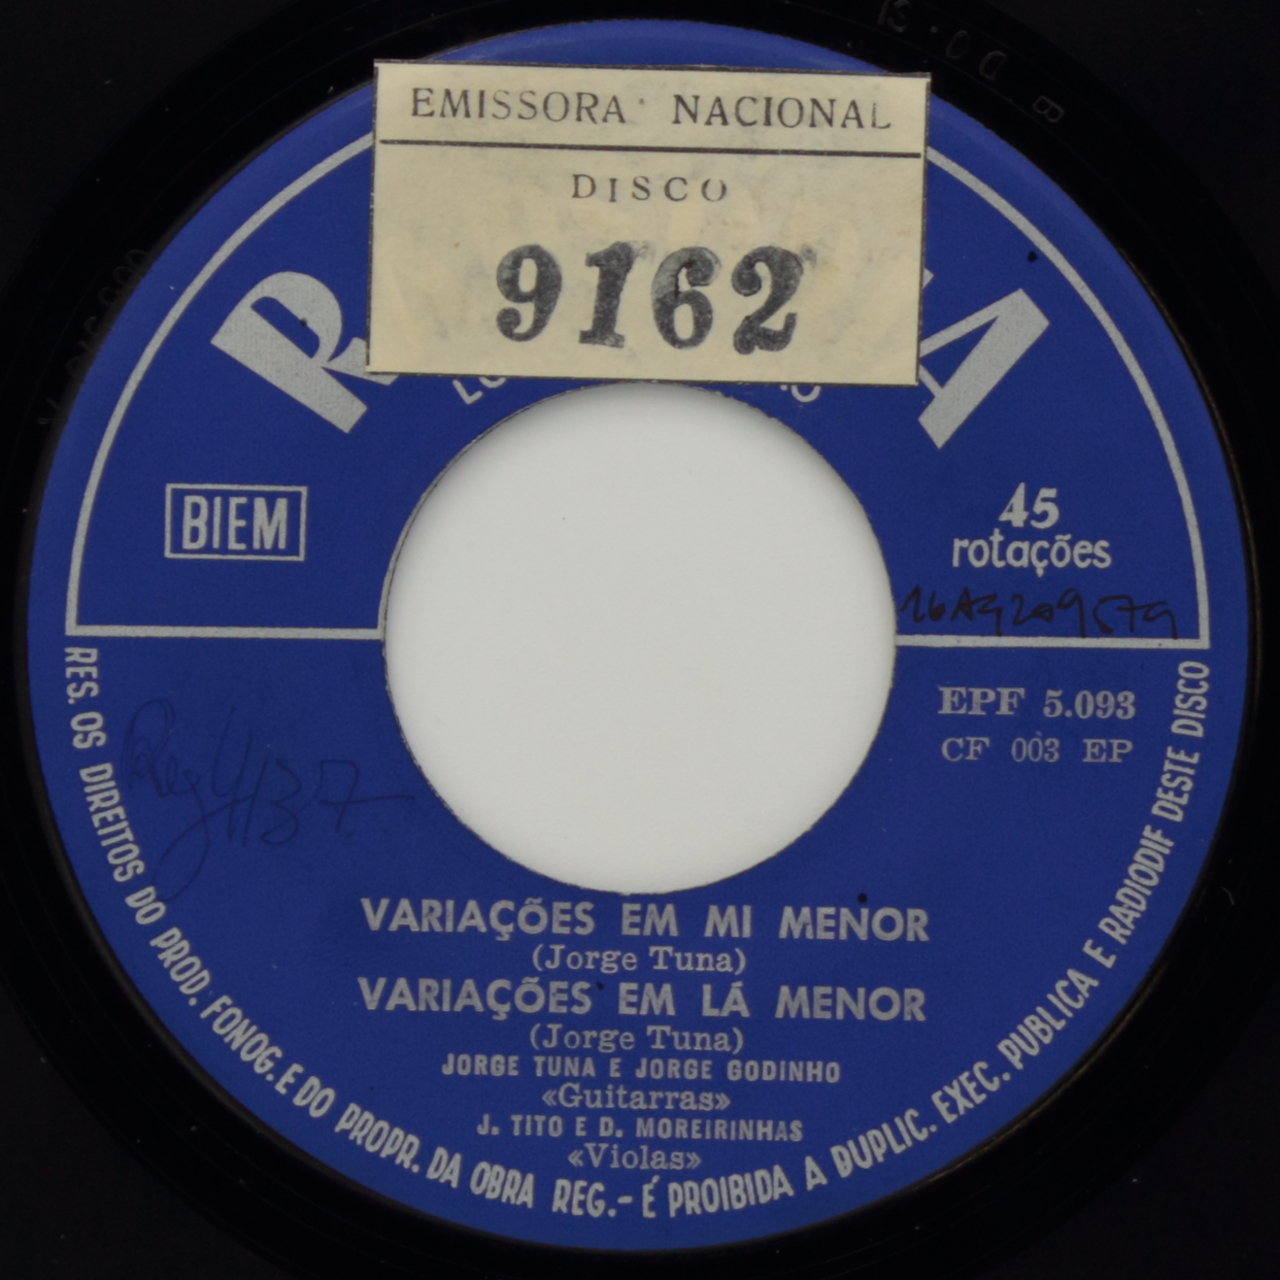 EMISSORA NACIONAL
DISCO
9162
BIEM
45
rotações
EPF 5.093
CF 003 EP
Reg 4137
VARIAÇÕES EM MI MENOR
(Jorge Tuna)
VARIAÇÕES EM LÁ MENOR
(Jorge Tuna)
JORGE TUNA E JORGE GODINHO
«Guitarras»
J. TITO E D. MOREIRINHAS
«Violas»
RES. OS DIREITOS DO PROD. FONOG. E DO PROPR. DA OBRA REG.- É PROIBIDA A DUPLIC. EXEC. PUBLICA E RADIODIF DESTE DISCO